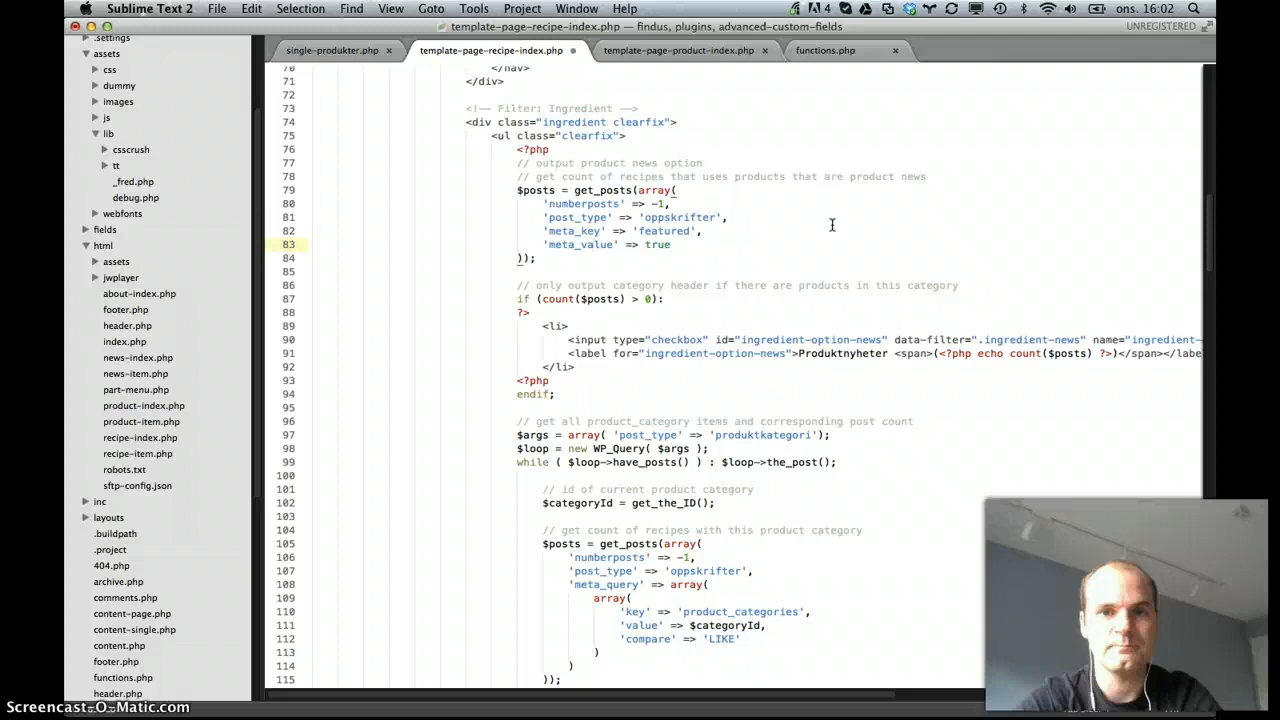 Sublime Text 2 File Edit Selection Find View Goto Tools Project Window Help 4 ons. 16:02
template-page-recipe-index.php — findus, plugins, advanced-custom-fields UNREGISTERED
single-produkter.php × template-page-recipe-index.php template-page-product-index.php × functions.php ×
.settings
assets
css
dummy
images
js
lib
csscrush
tt
_fred.php
debug.php
webfonts
fields
html
assets
jwplayer
about-index.php
footer.php
header.php
index.php
news-index.php
news-item.php
part-menu.php
product-index.php
product-item.php
recipe-index.php
recipe-item.php
robots.txt
sftp-config.json
inc
layouts
.buildpath
.project
404.php
archive.php
comments.php
content-page.php
content-single.php
content.php
footer.php
functions.php
header.php
70 </nav>
71 </div>
72
73 <!-- Filter: Ingredient -->
74 <div class="ingredient clearfix">
75 <ul class="clearfix">
76 <?php
77 // output product news option
78 // get count of recipes that uses products that are product news
79 $posts = get_posts(array(
80 'numberposts' => -1,
81 'post_type' => 'oppskrifter',
82 'meta_key' => 'featured',
83 'meta_value' => true
84 ));
85
86 // only output category header if there are products in this category
87 if (count($posts) > 0):
88 ?>
89 <li>
90 <input type="checkbox" id="ingredient-option-news" data-filter=".ingredient-news" name="ingredient-
91 <label for="ingredient-option-news">Produktnyheter <span>(<?php echo count($posts) ?>)</span></labe
92 </li>
93 <?php
94 endif;
95
96 // get all product_category items and corresponding post count
97 $args = array( 'post_type' => 'produktkategori');
98 $loop = new WP_Query( $args );
99 while ( $loop->have_posts() ) : $loop->the_post();
100
101 // id of current product category
102 $categoryId = get_the_ID();
103
104 // get count of recipes with this product category
105 $posts = get_posts(array(
106 'numberposts' => -1,
107 'post_type' => 'oppskrifter',
108 'meta_query' => array(
109 array(
110 'key' => 'product_categories',
111 'value' => $categoryId,
112 'compare' => 'LIKE'
113 )
114 )
115 ));
Screencast-O-Matic.com